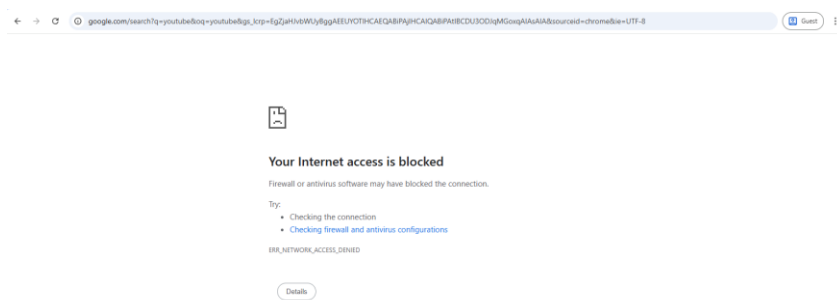 google.com/search?q=youtube&oq=youtube&gs_lcrp=EgZjaHJvbWUyBggAEEUYOTIHCAEQABiPAjIHCAIQABiPAtIBCDU3ODJqMGoxqAIAsAIA&sourceid=chrome&ie=UTF-8
Guest
Your Internet access is blocked
Firewall or antivirus software may have blocked the connection.
Try:
• Checking the connection
• Checking firewall and antivirus configurations
ERR_NETWORK_ACCESS_DENIED
Details